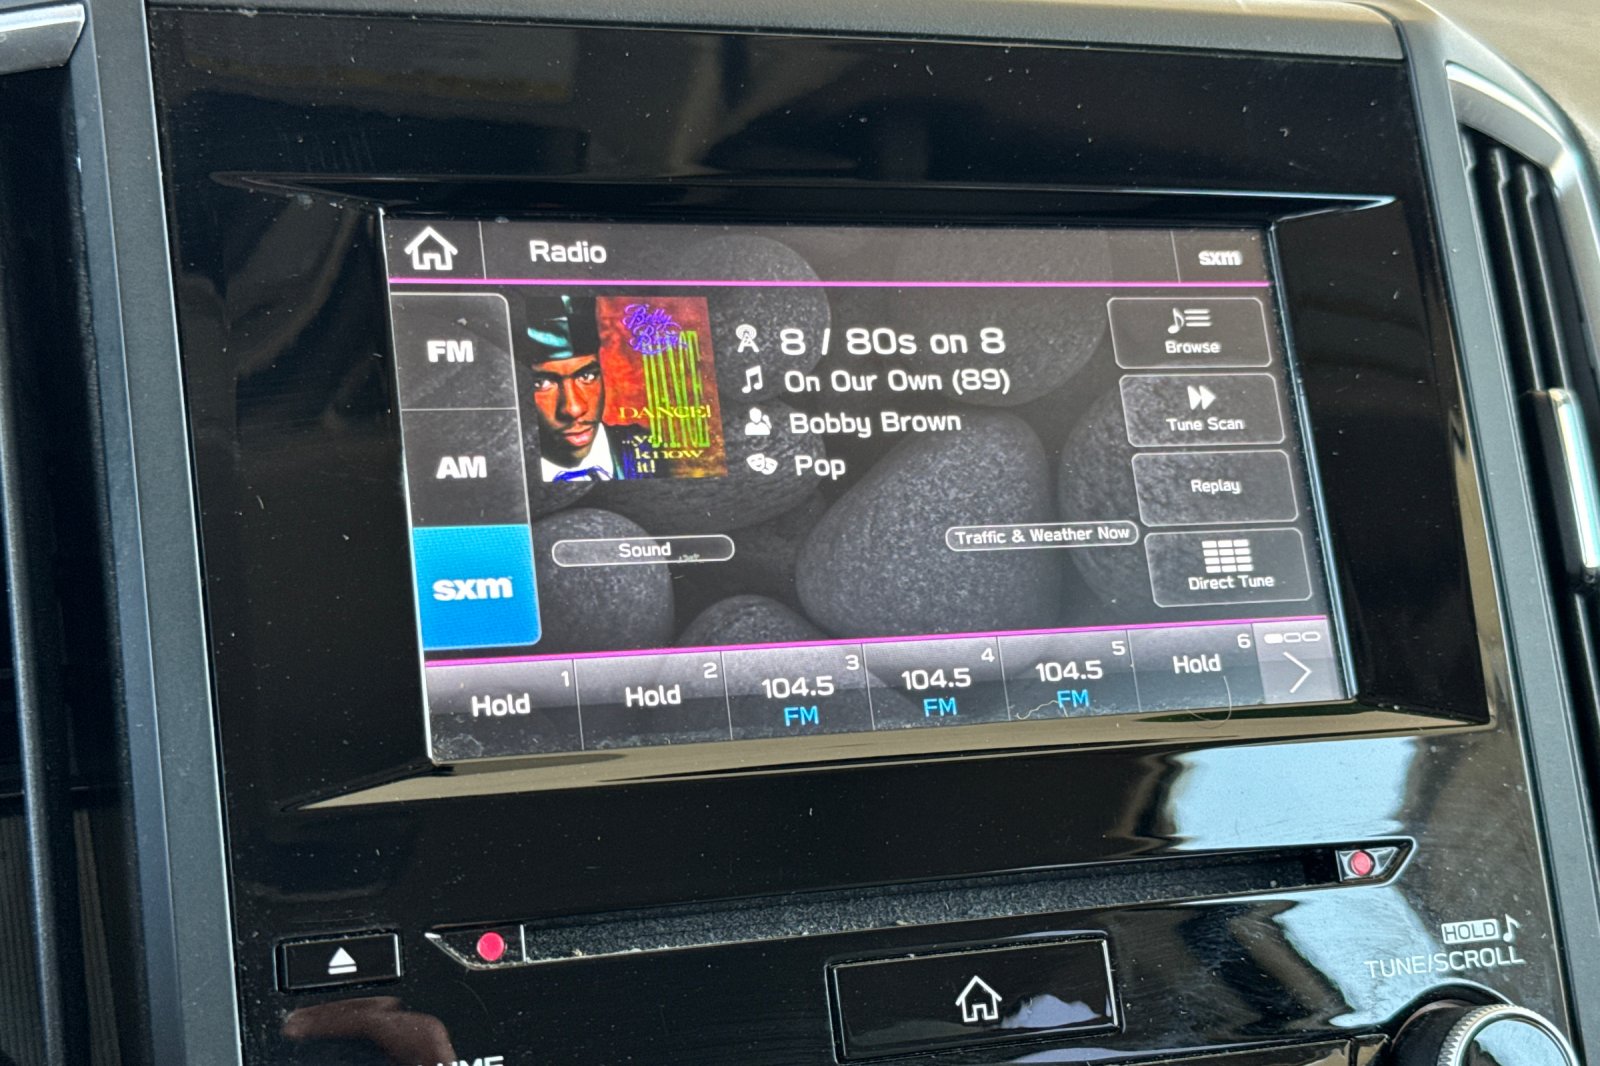 Radio
sxm
FM
AM
sxm
Bobby
Brown
DANCE!
...ya
know
it!
8 / 80s on 8
On Our Own (89)
Bobby Brown
Pop
Browse
Tune Scan
Replay
Direct Tune
Sound
Traffic & Weather Now
Hold 1
Hold 2
104.5 3
FM
104.5 4
FM
104.5 5
FM
Hold 6
HOLD
TUNE/SCROLL